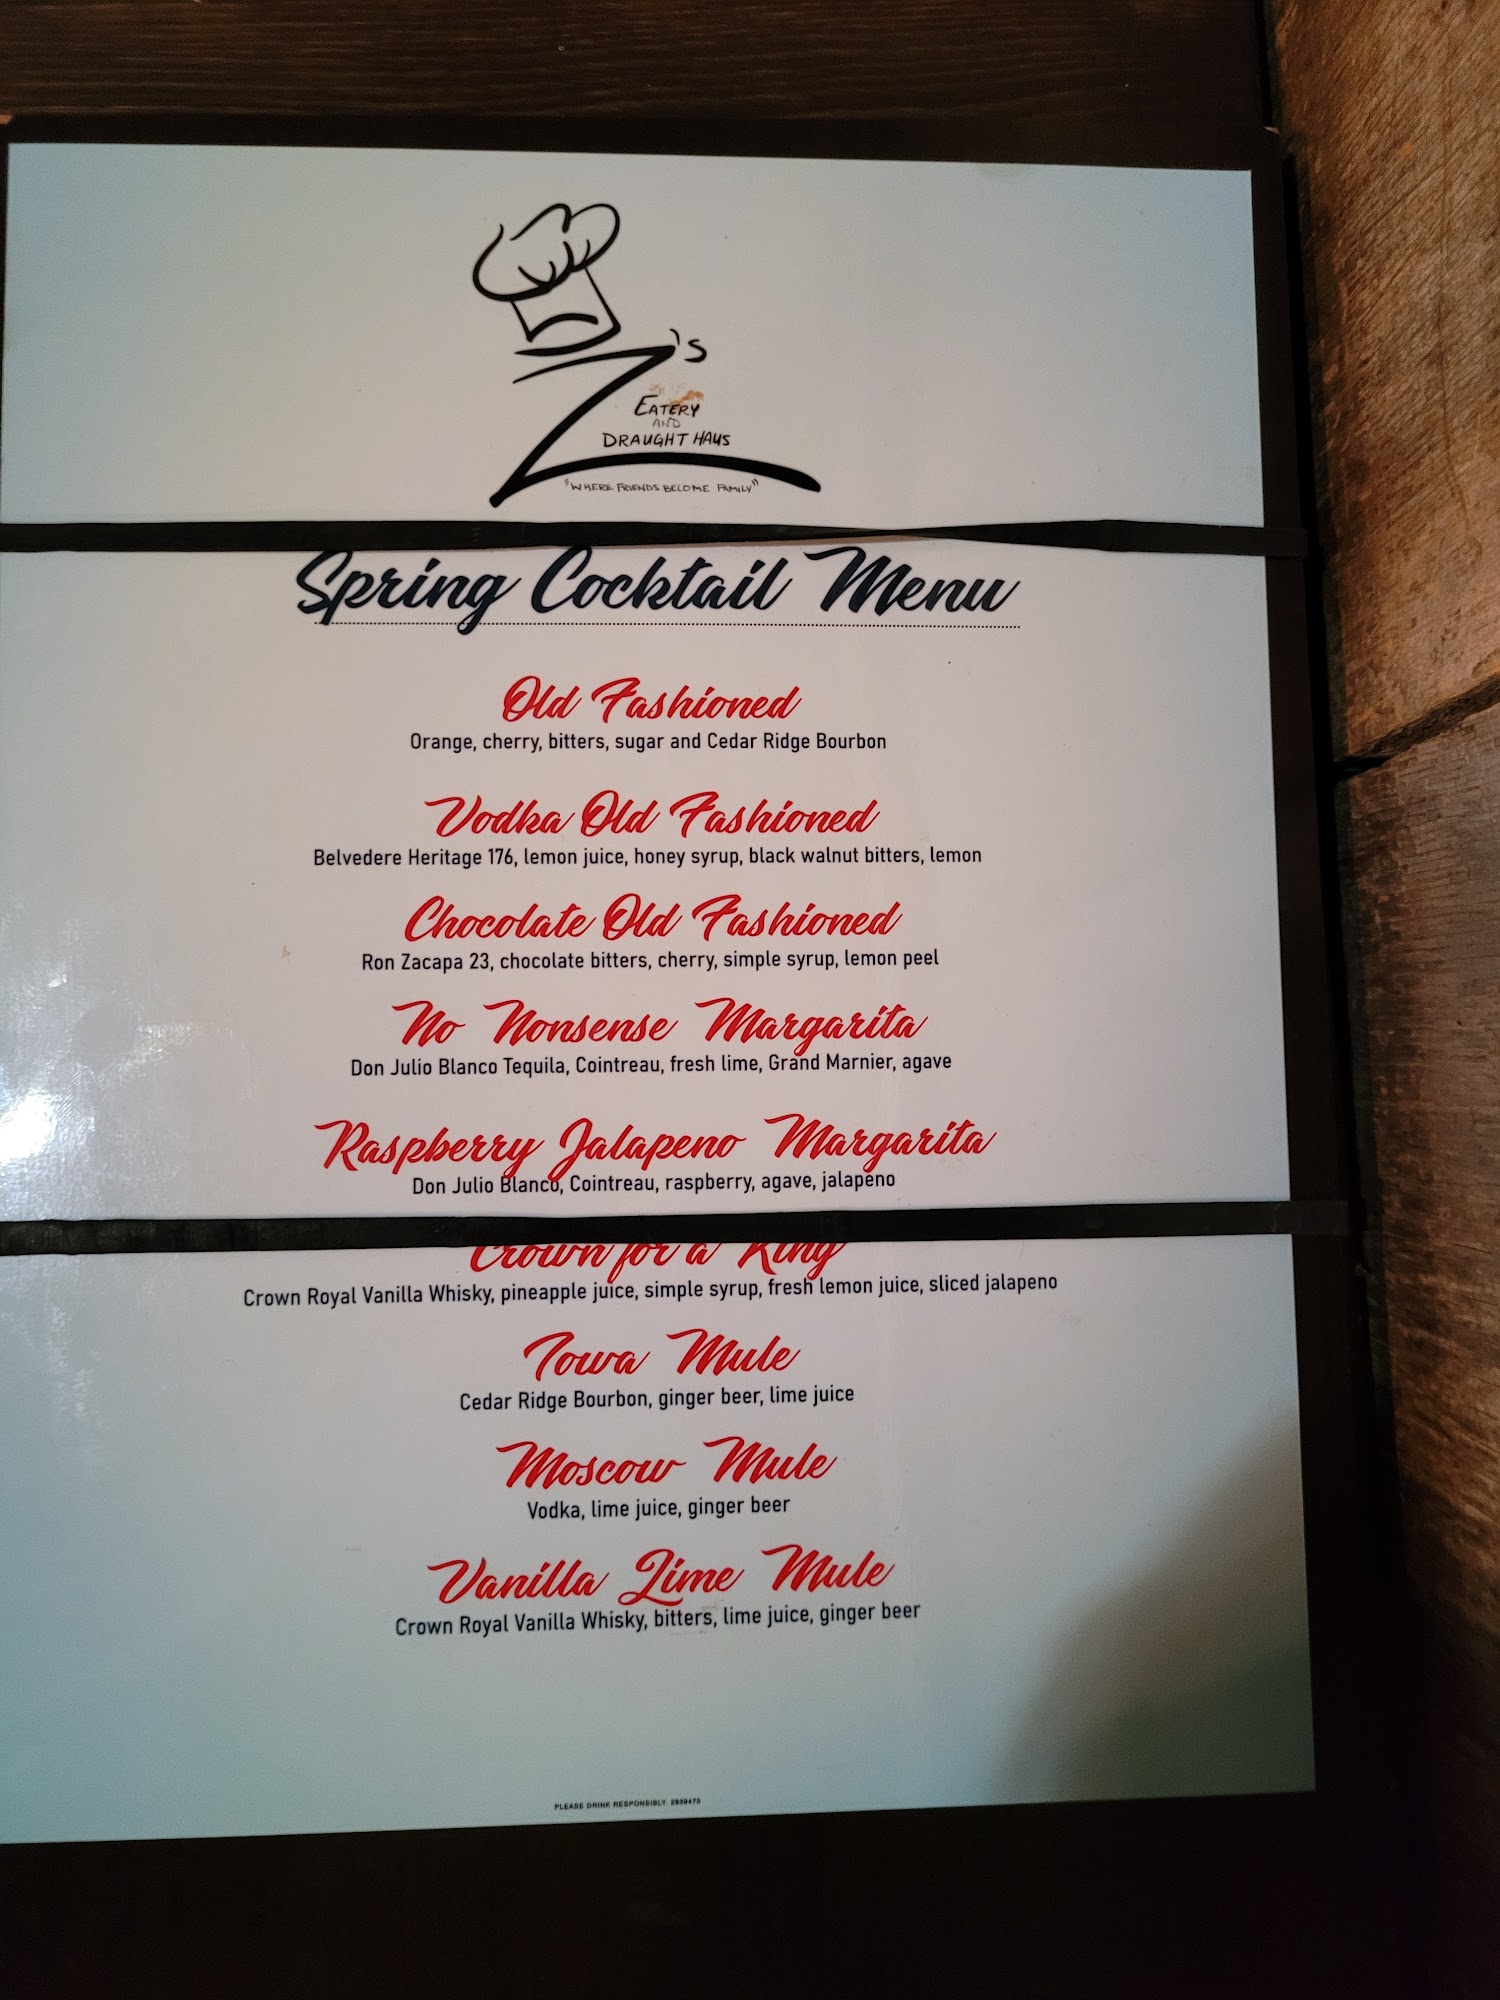 Z's
EATERY
AND
DRAUGHT HAUS
"WHERE FRIENDS BECOME FAMILY"
Spring Cocktail Menu
Old Fashioned
Orange, cherry, bitters, sugar and Cedar Ridge Bourbon
Vodka Old Fashioned
Belvedere Heritage 176, lemon juice, honey syrup, black walnut bitters, lemon
Chocolate Old Fashioned
Ron Zacapa 23, chocolate bitters, cherry, simple syrup, lemon peel
No Nonsense Margarita
Don Julio Blanco Tequila, Cointreau, fresh lime, Grand Marnier, agave
Raspberry Jalapeno Margarita
Don Julio Blanco, Cointreau, raspberry, agave, jalapeno
Crown for a King
Crown Royal Vanilla Whisky, pineapple juice, simple syrup, fresh lemon juice, sliced jalapeno
Iowa Mule
Cedar Ridge Bourbon, ginger beer, lime juice
Moscow Mule
Vodka, lime juice, ginger beer
Vanilla Lime Mule
Crown Royal Vanilla Whisky, bitters, lime juice, ginger beer
PLEASE DRINK RESPONSIBLY. 2939475